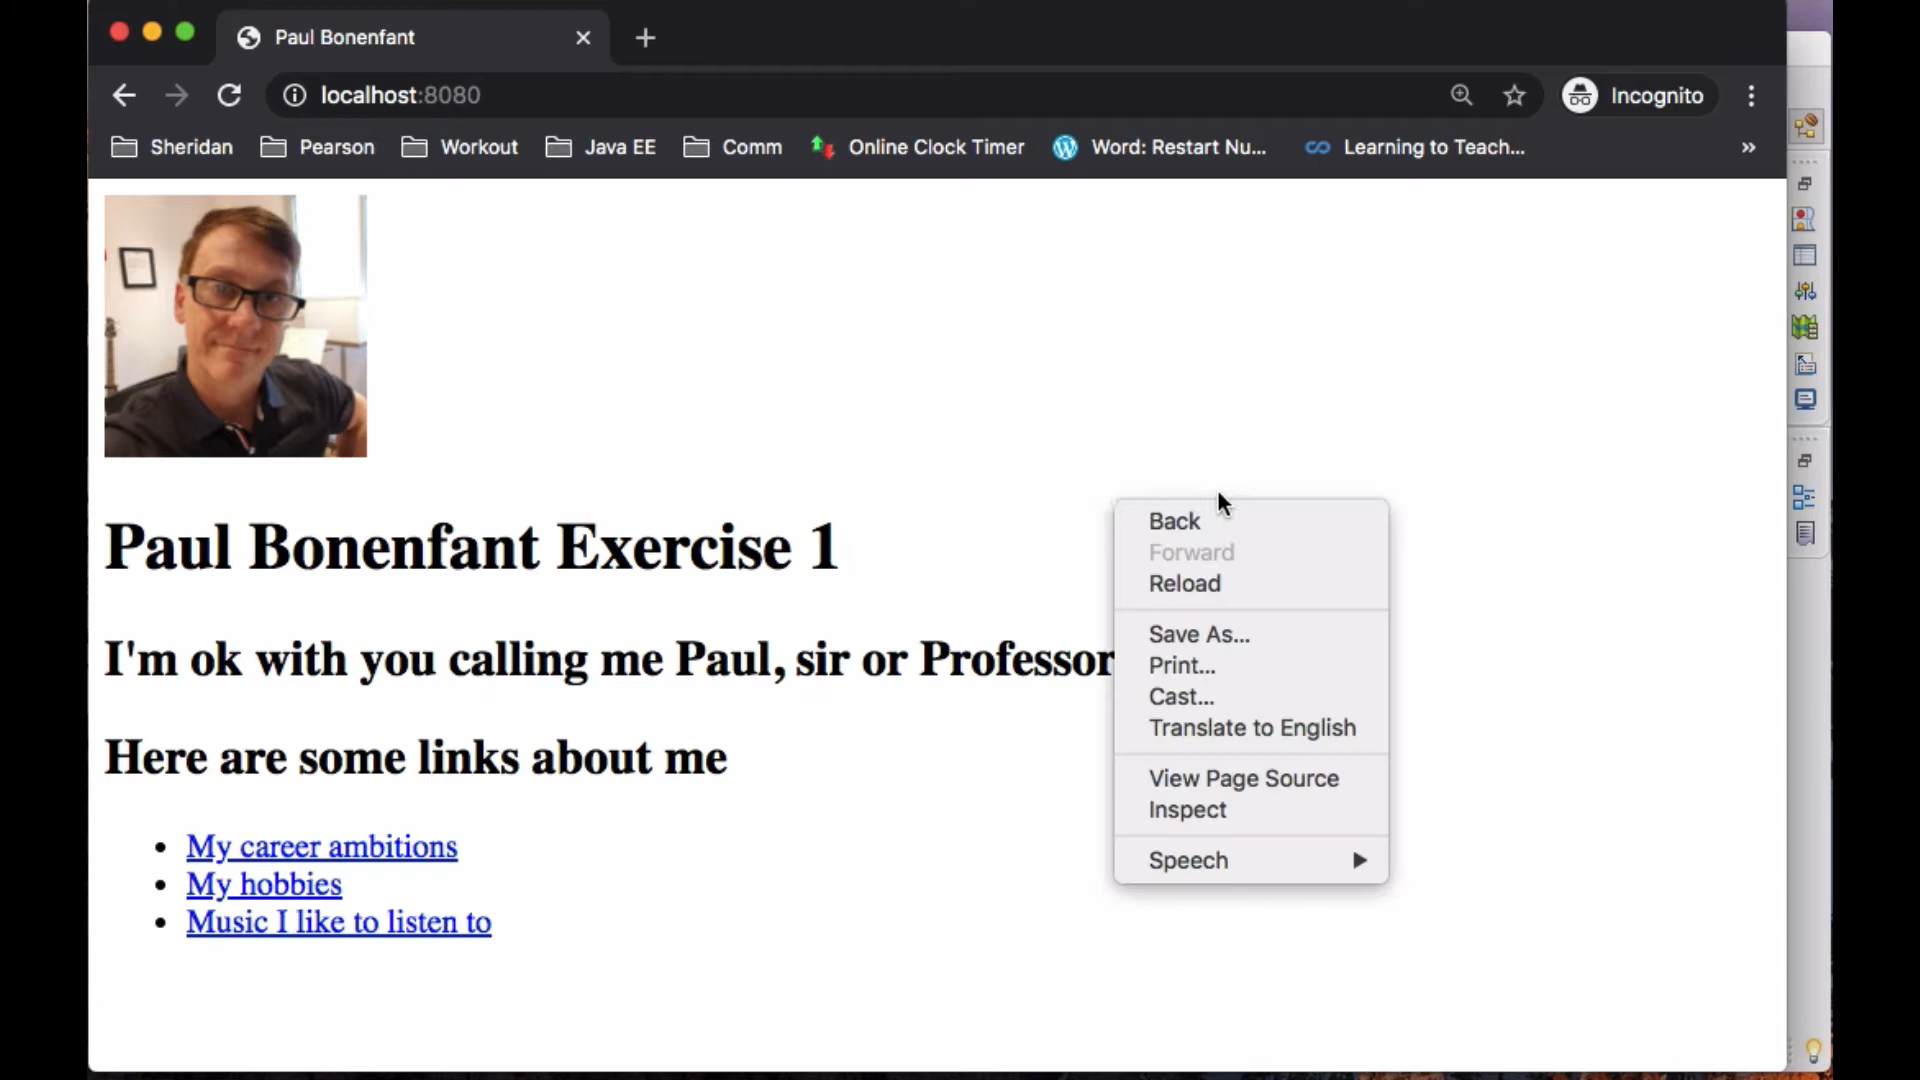 Paul Bonenfant
localhost:8080
Incognito
Sheridan Pearson Workout Java EE Comm Online Clock Timer Word: Restart Nu... Learning to Teach... »
Paul Bonenfant Exercise 1
I'm ok with you calling me Paul, sir or Professor
Here are some links about me
• My career ambitions
• My hobbies
• Music I like to listen to
Back
Forward
Reload
Save As...
Print...
Cast...
Translate to English
View Page Source
Inspect
Speech